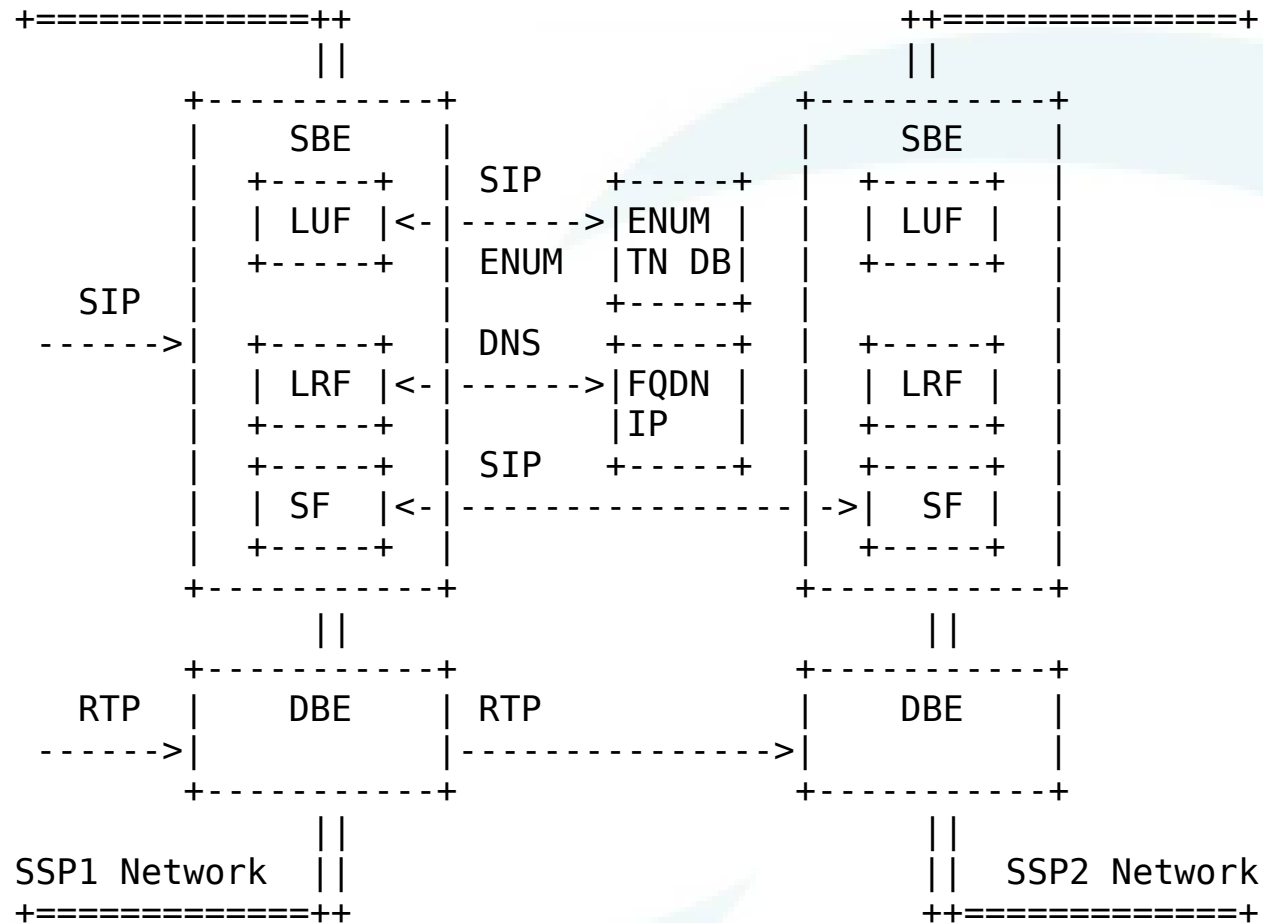 +=============++                           ++==============+
              ||                           ||
        +-----------+                +-----------+
        |    SBE    |                |    SBE    |
        |  +-----+  | SIP   +-----+  |  +-----+  |
        |  | LUF |<-|------>|ENUM |  |  | LUF |  |
        |  +-----+  | ENUM  |TN DB|  |  +-----+  |
   SIP  |           |       +-----+  |           |
 ------>|  +-----+  | DNS   +-----+  |  +-----+  |
        |  | LRF |<-|------>|FQDN |  |  | LRF |  |
        |  +-----+  |       |IP   |  |  +-----+  |
        |  +-----+  | SIP   +-----+  |  +-----+  |
        |  | SF  |<-|----------------|->|  SF |  |
        |  +-----+  |                |  +-----+  |
        +-----------+                +-----------+
              ||                            ||
        +-----------+                +-----------+
   RTP  |    DBE    | RTP            |    DBE    |
 ------>|           |--------------->|           |
        +-----------+                +-----------+
              ||                            ||
SSP1 Network  ||                            ||  SSP2 Network
+=============++                            ++=============+